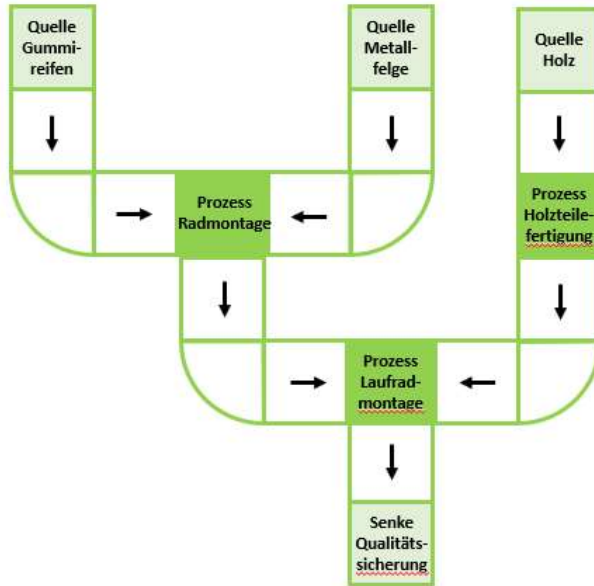 Quelle
Gummi-
reifen
Quelle
Metall-
felge
Quelle
Holz
Prozess
Radmontage
Prozess
Holzteile-
fertigung
Prozess
Laufrad-
montage
Senke
Qualitäts-
sicherung